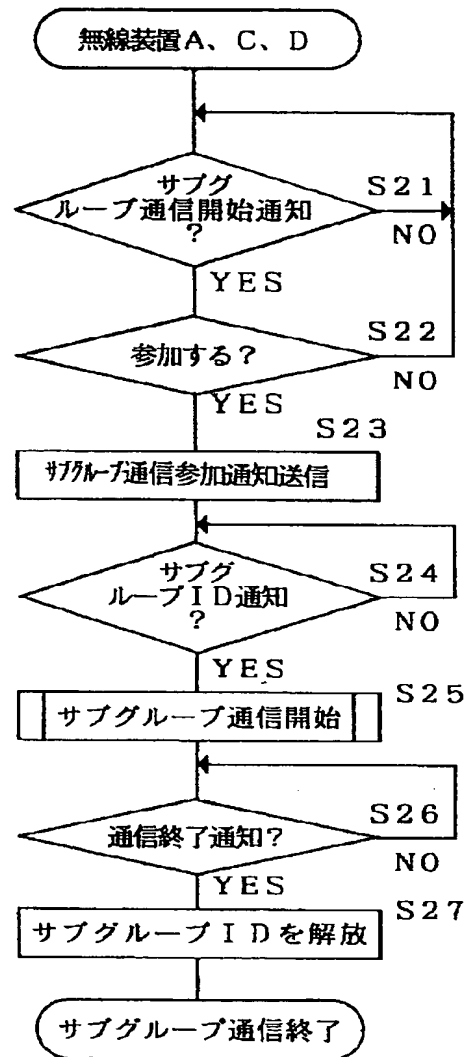 無線装置A、C、D
サブグ
ループ通信開始通知
?
S21
NO
YES
参加する?
S22
NO
YES
S23
サブグループ通信参加通知送信
サブグ
ループID通知
?
S24
NO
YES
サブグループ通信開始
S25
通信終了通知?
S26
NO
YES
サブグループIDを解放
S27
サブグループ通信終了